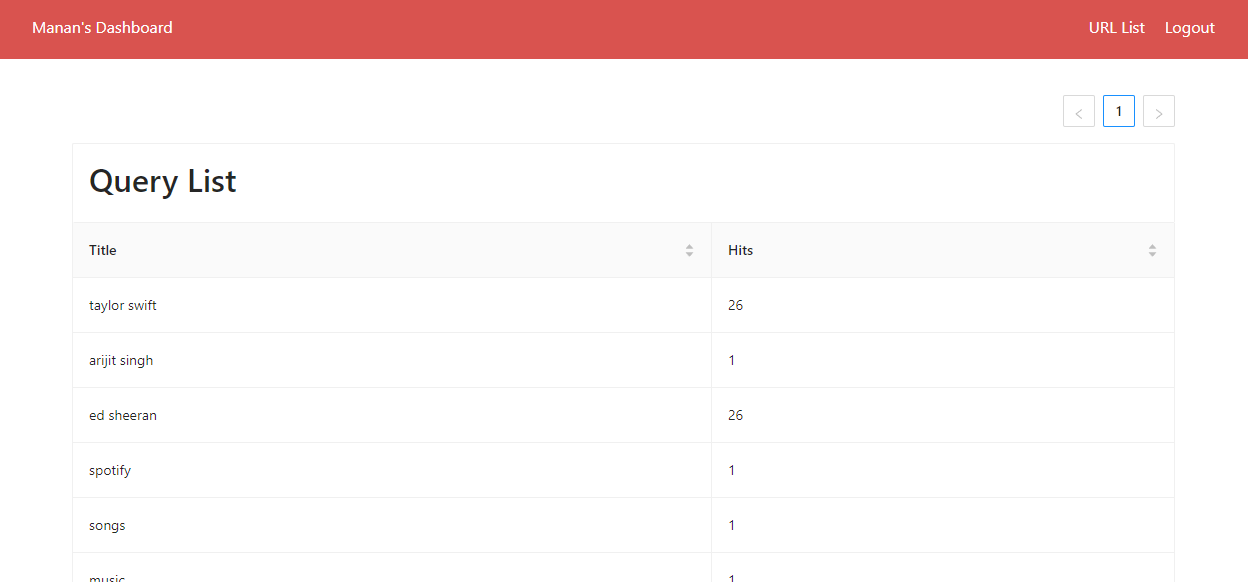 Manan's Dashboard URL List Logout
< 1 >
Query List
Title Hits
taylor swift 26
arijit singh 1
ed sheeran 26
spotify 1
songs 1
music 1